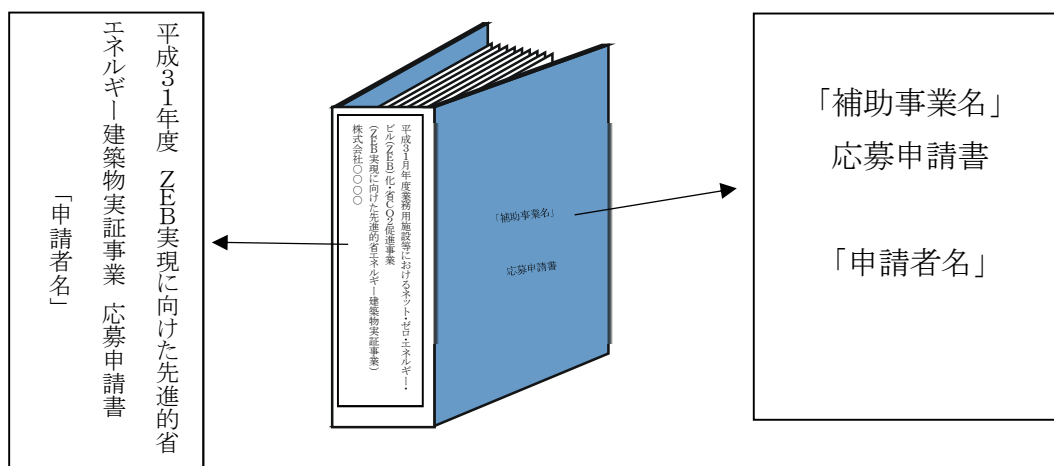 平成31年度 ZEB実現に向けた先進的省
エネルギー建築物実証事業 応募申請書
「申請者名」
平成31月年度業務用施設等におけるネット・ゼロ・エネルギー・
ビル(ZEB)化・省CO2促進事業
(ZEB実現に向けた先進的省エネルギー建築物実証事業)
株式会社○○○○
「補助事業名」
応募申請書
「補助事業名」
応募申請書
「申請者名」